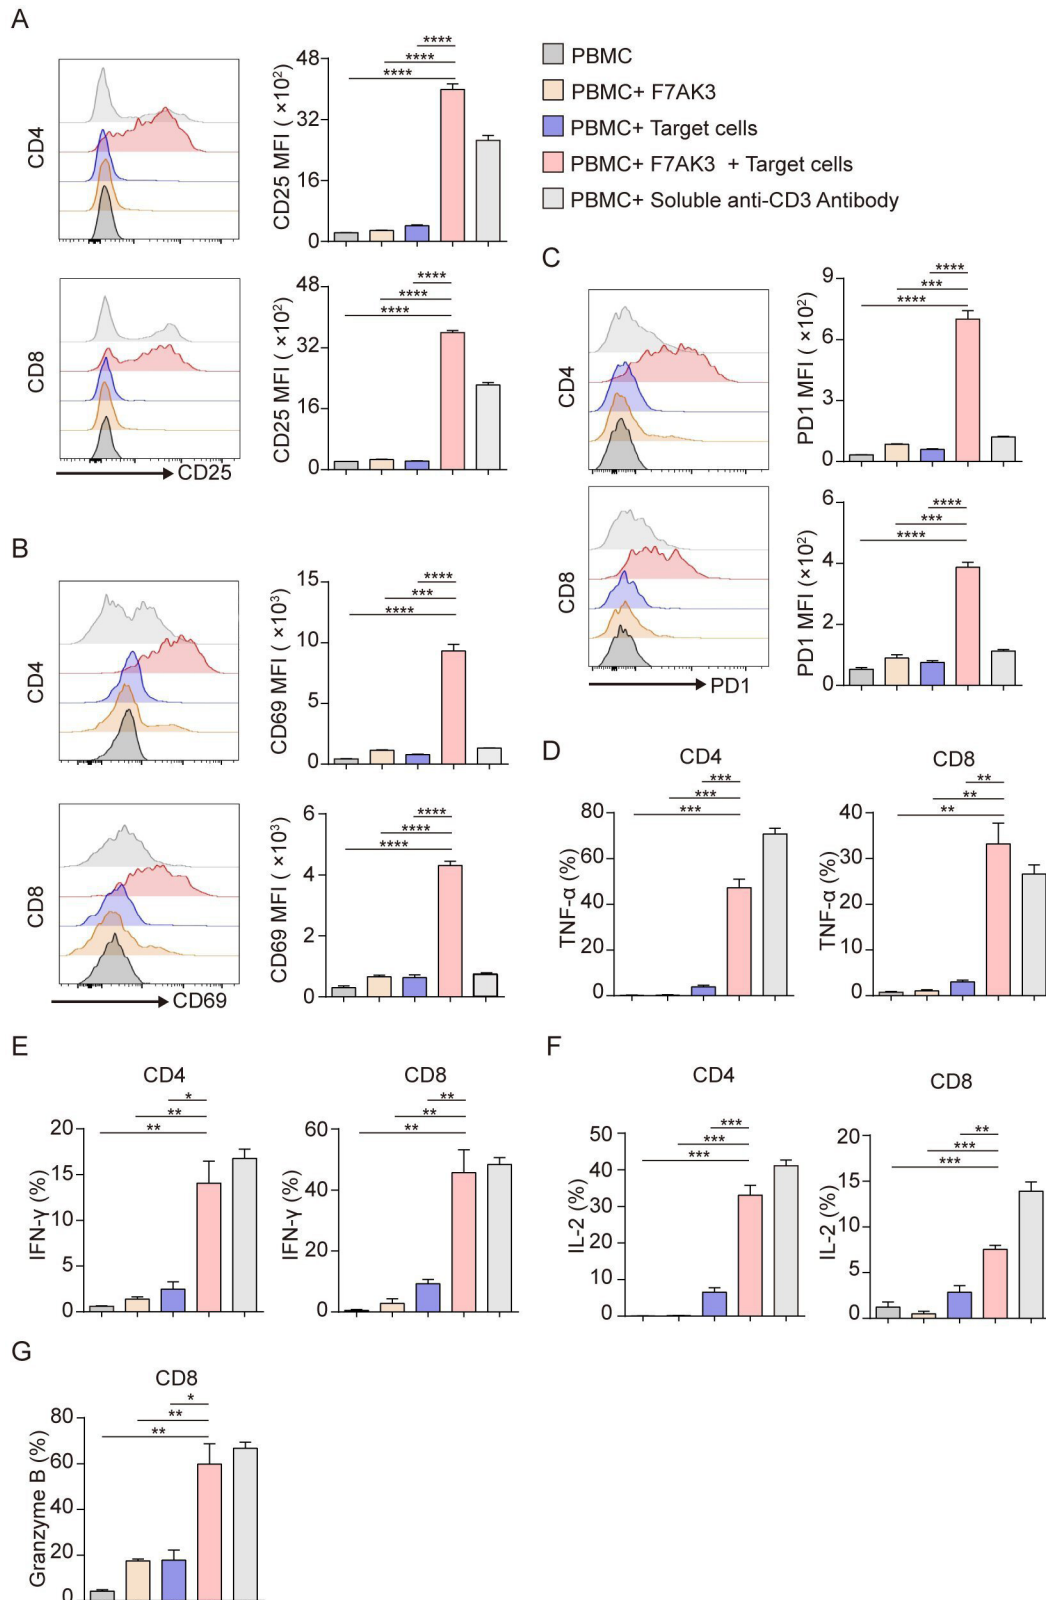 A
CD4
CD25 MFI ( ×10²)
48
32
16
0
****
****
****
PBMC
PBMC+ F7AK3
PBMC+ Target cells
PBMC+ F7AK3 + Target cells
PBMC+ Soluble anti-CD3 Antibody
CD8
CD25
CD25 MFI ( ×10²)
48
32
16
0
****
****
****
B
CD4
CD69 MFI ( ×10³)
15
10
5
0
****
***
****
CD8
CD69
CD69 MFI ( ×10³)
6
4
2
0
****
****
****
C
CD4
PD1 MFI ( ×10²)
9
6
3
0
****
***
****
CD8
PD1
PD1 MFI (×10²)
6
4
2
0
****
***
****
D
CD4
TNF-α (%)
80
60
40
20
0
***
***
***
CD8
TNF-α (%)
40
30
20
10
0
**
**
**
E
CD4
IFN-γ (%)
20
15
10
5
0
*
**
**
CD8
IFN-γ (%)
60
40
20
0
**
**
**
F
CD4
IL-2 (%)
50
40
30
20
10
0
***
***
***
CD8
IL-2 (%)
20
15
10
5
0
**
***
***
G
CD8
Granzyme B (%)
80
60
40
20
0
*
**
**